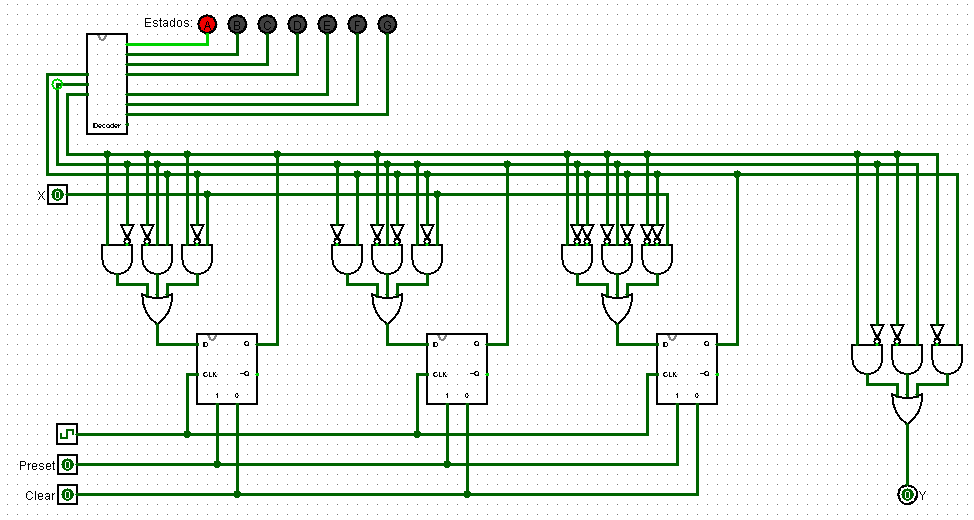 Estados: A B C D E F G
Decoder
X 0
D Q
CLK ~Q
1 0
D Q
CLK ~Q
1 0
D Q
CLK ~Q
1 0
Preset 0
Clear 0
0 Y